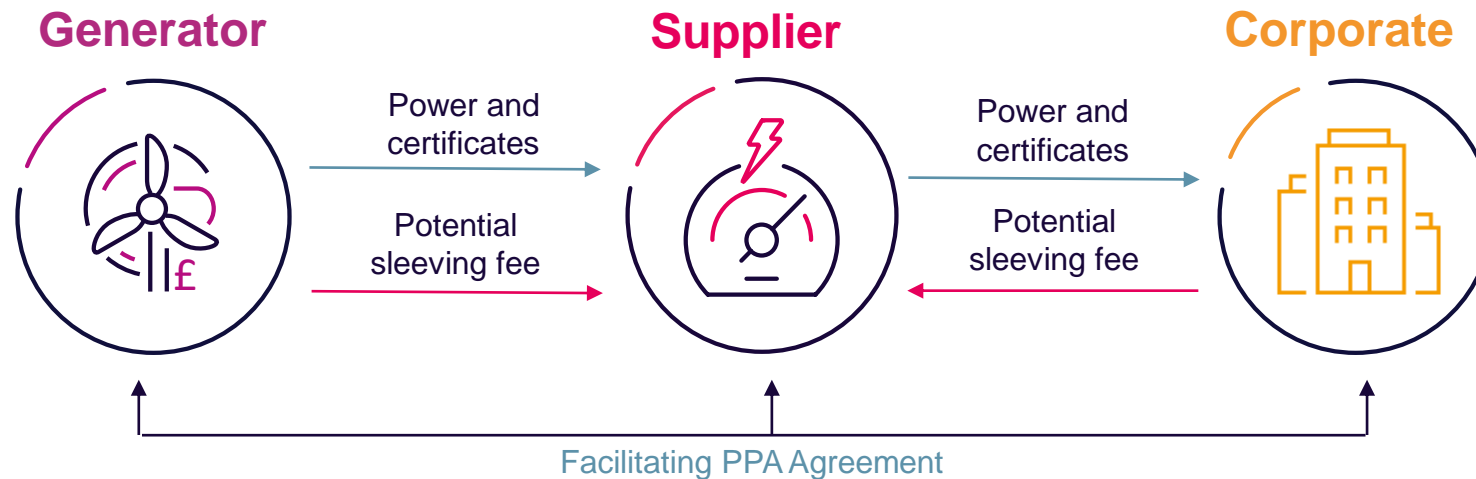 Generator
Supplier
Corporate
Power and
certificates
Power and
certificates
Potential
sleeving fee
Potential
sleeving fee
£
Facilitating PPA Agreement